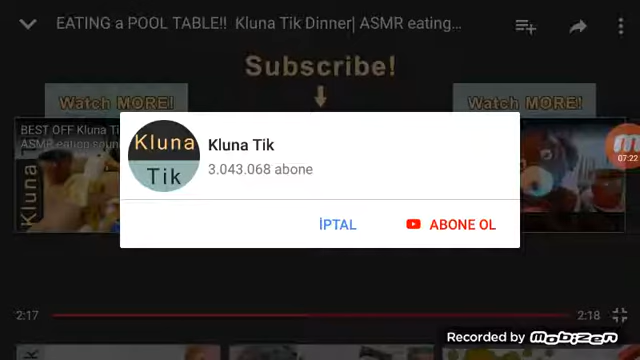 EATING a POOL TABLE!! Kluna Tik Dinner| ASMR eating...
Subscribe!
Watch MORE!
Watch MORE!
BEST OFF Kluna Ti
ASMR eating soun
Kluna
Kluna
Tik
Kluna Tik
3.043.068 abone
İPTAL
ABONE OL
07:22
2:17
2:18
Recorded by Mobizen